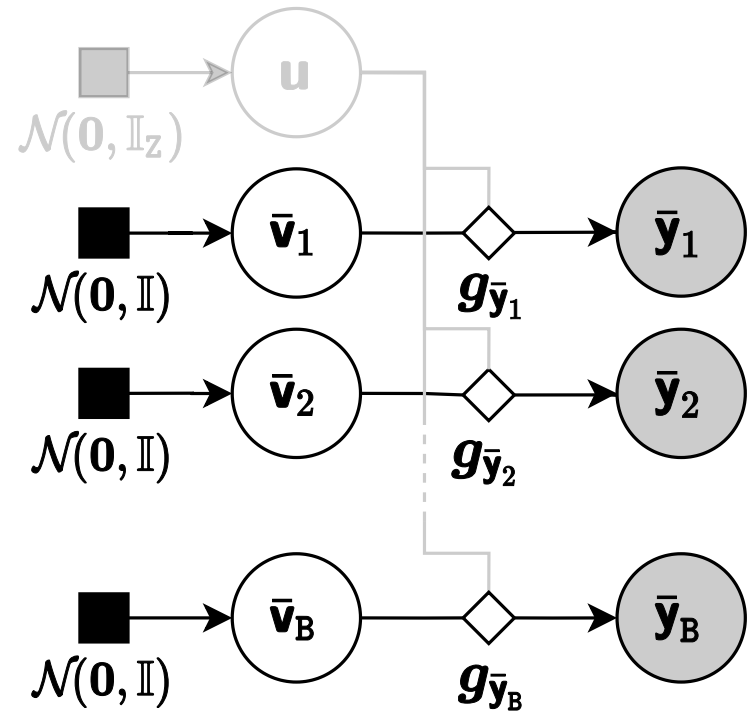 u
𝒩(𝟎, 𝕀_Z)
v̄₁ ȳ₁
𝒩(𝟎, 𝕀) g_ȳ₁
v̄₂ ȳ₂
𝒩(𝟎, 𝕀) g_ȳ₂
v̄_B ȳ_B
𝒩(𝟎, 𝕀) g_ȳ_B